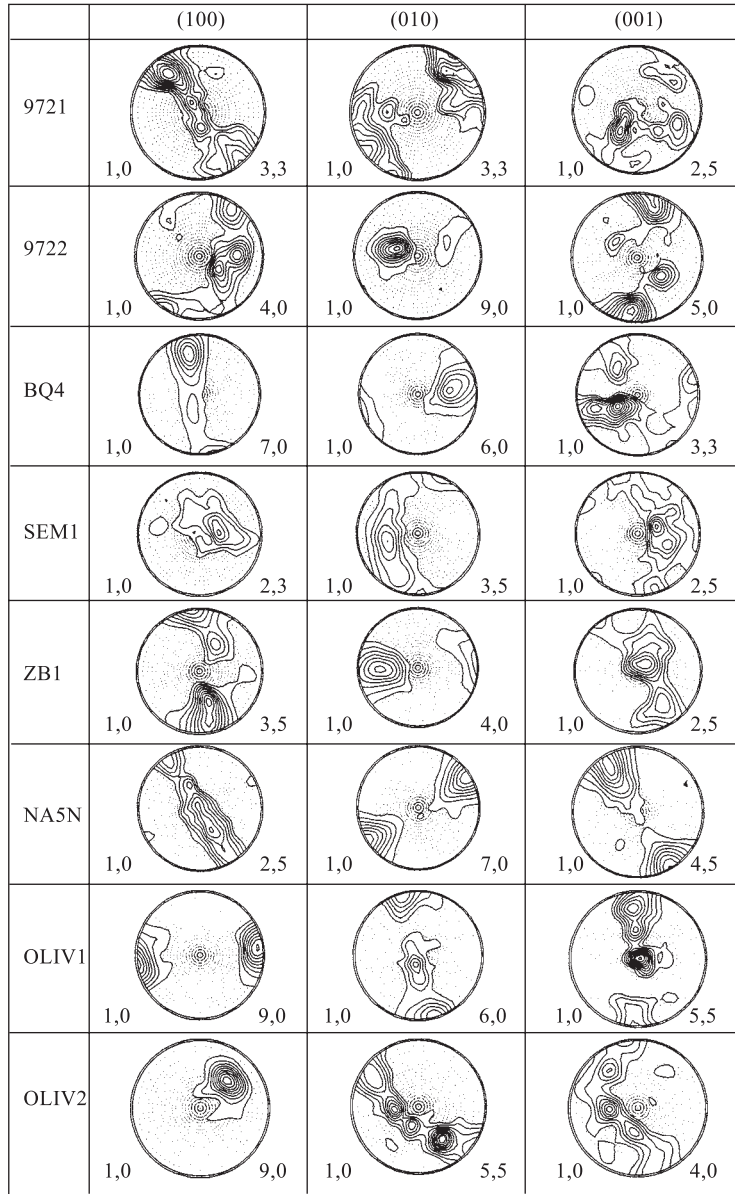 (100) (010) (001)
9721
1,0 3,3 1,0 3,3 1,0 2,5
9722
1,0 4,0 1,0 9,0 1,0 5,0
BQ4
1,0 7,0 1,0 6,0 1,0 3,3
SEM1
1,0 2,3 1,0 3,5 1,0 2,5
ZB1
1,0 3,5 1,0 4,0 1,0 2,5
NA5N
1,0 2,5 1,0 7,0 1,0 4,5
OLIV1
1,0 9,0 1,0 6,0 1,0 5,5
OLIV2
1,0 9,0 1,0 5,5 1,0 4,0